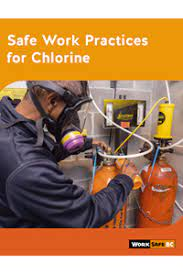 Safe Work Practices
for Chlorine
WORK SAFE BC